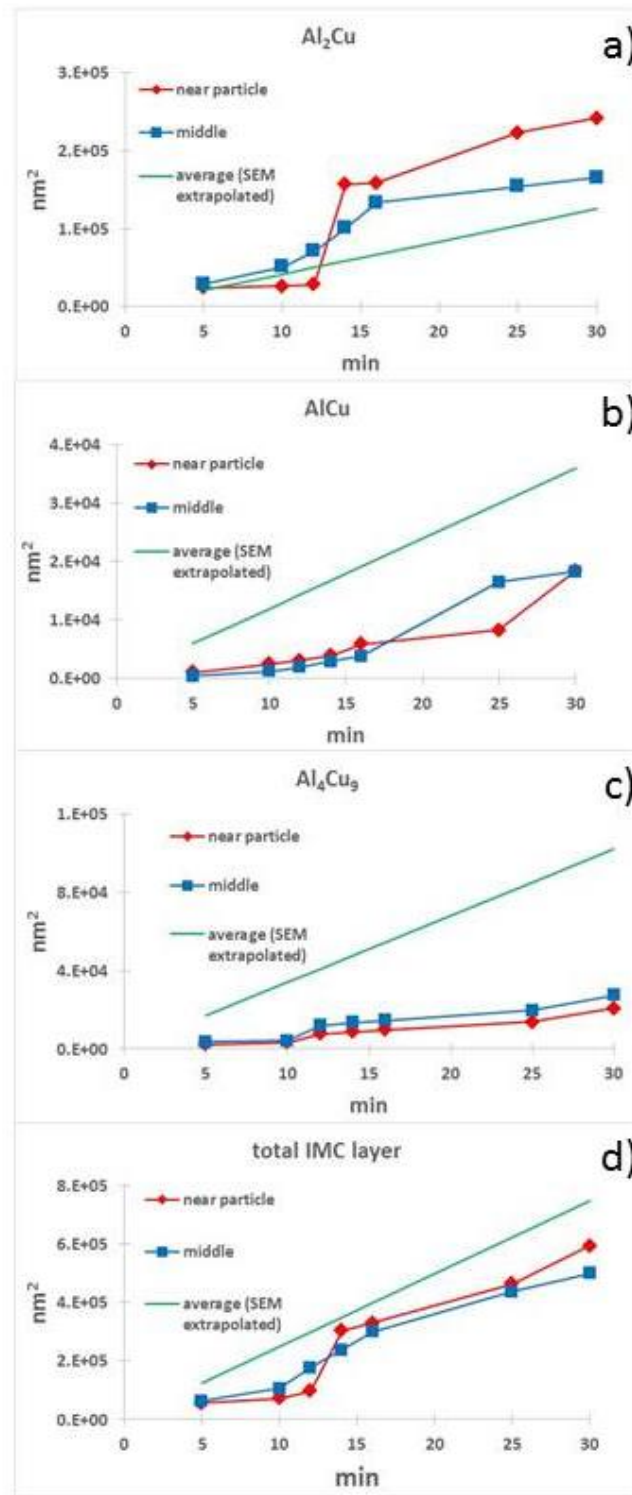 Al₂Cu
a)
3.E+05
2.E+05
1.E+05
0.E+00
nm²
near particle
middle
average (SEM
extrapolated)
0 5 10 15 20 25 30
min
AlCu
b)
4.E+04
3.E+04
2.E+04
1.E+04
0.E+00
nm²
near particle
middle
average (SEM
extrapolated)
0 5 10 15 20 25 30
min
Al₄Cu₉
c)
1.E+05
8.E+04
4.E+04
0.E+00
nm²
near particle
middle
average (SEM
extrapolated)
0 5 10 15 20 25 30
min
total IMC layer
d)
8.E+05
6.E+05
4.E+05
2.E+05
0.E+00
nm²
near particle
middle
average (SEM
extrapolated)
0 5 10 15 20 25 30
min